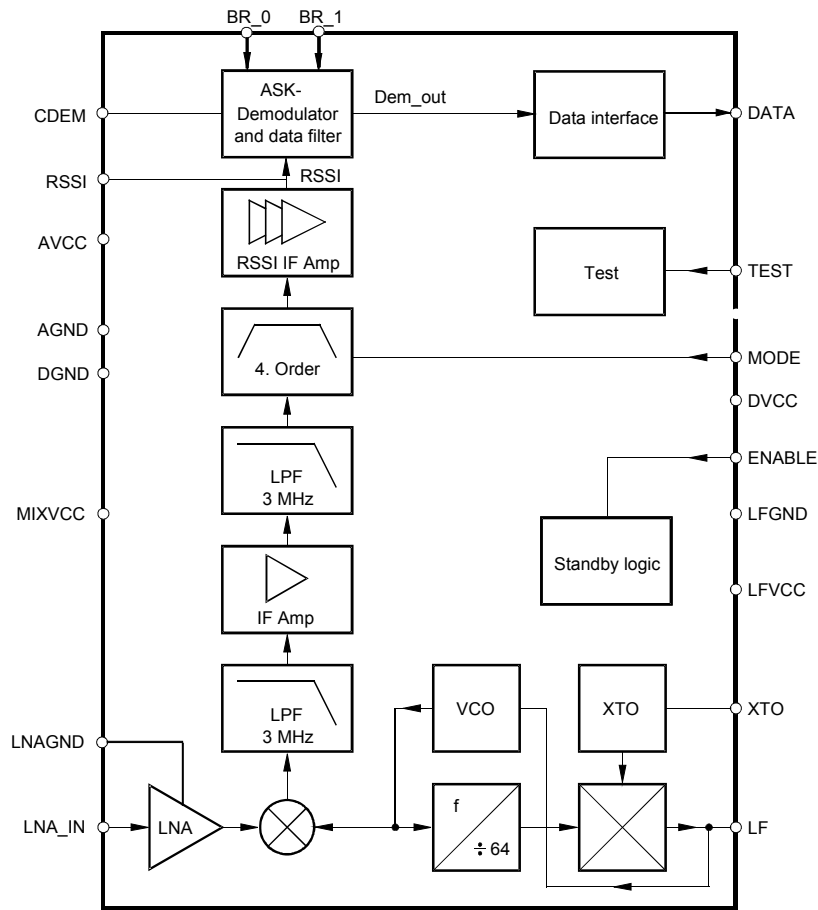 BR_0 BR_1
CDEM
ASK-
Demodulator
and data filter
Dem_out
Data interface
DATA
RSSI
RSSI
AVCC
RSSI IF Amp
Test
TEST
AGND
DGND
4. Order
MODE
DVCC
LPF
3 MHz
ENABLE
MIXVCC
LFGND
Standby logic
IF Amp
LFVCC
LPF
3 MHz
VCO
XTO
XTO
LNAGND
LNA_IN
LNA
f
÷ 64
LF